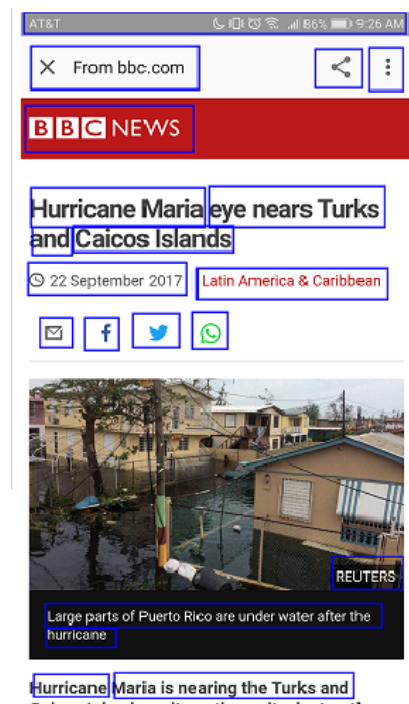 AT&T 86% 9:26 AM
From bbc.com
BBC NEWS
Hurricane Maria eye nears Turks
and Caicos Islands
22 September 2017 Latin America & Caribbean
REUTERS
Large parts of Puerto Rico are under water after the
hurricane
Hurricane Maria is nearing the Turks and